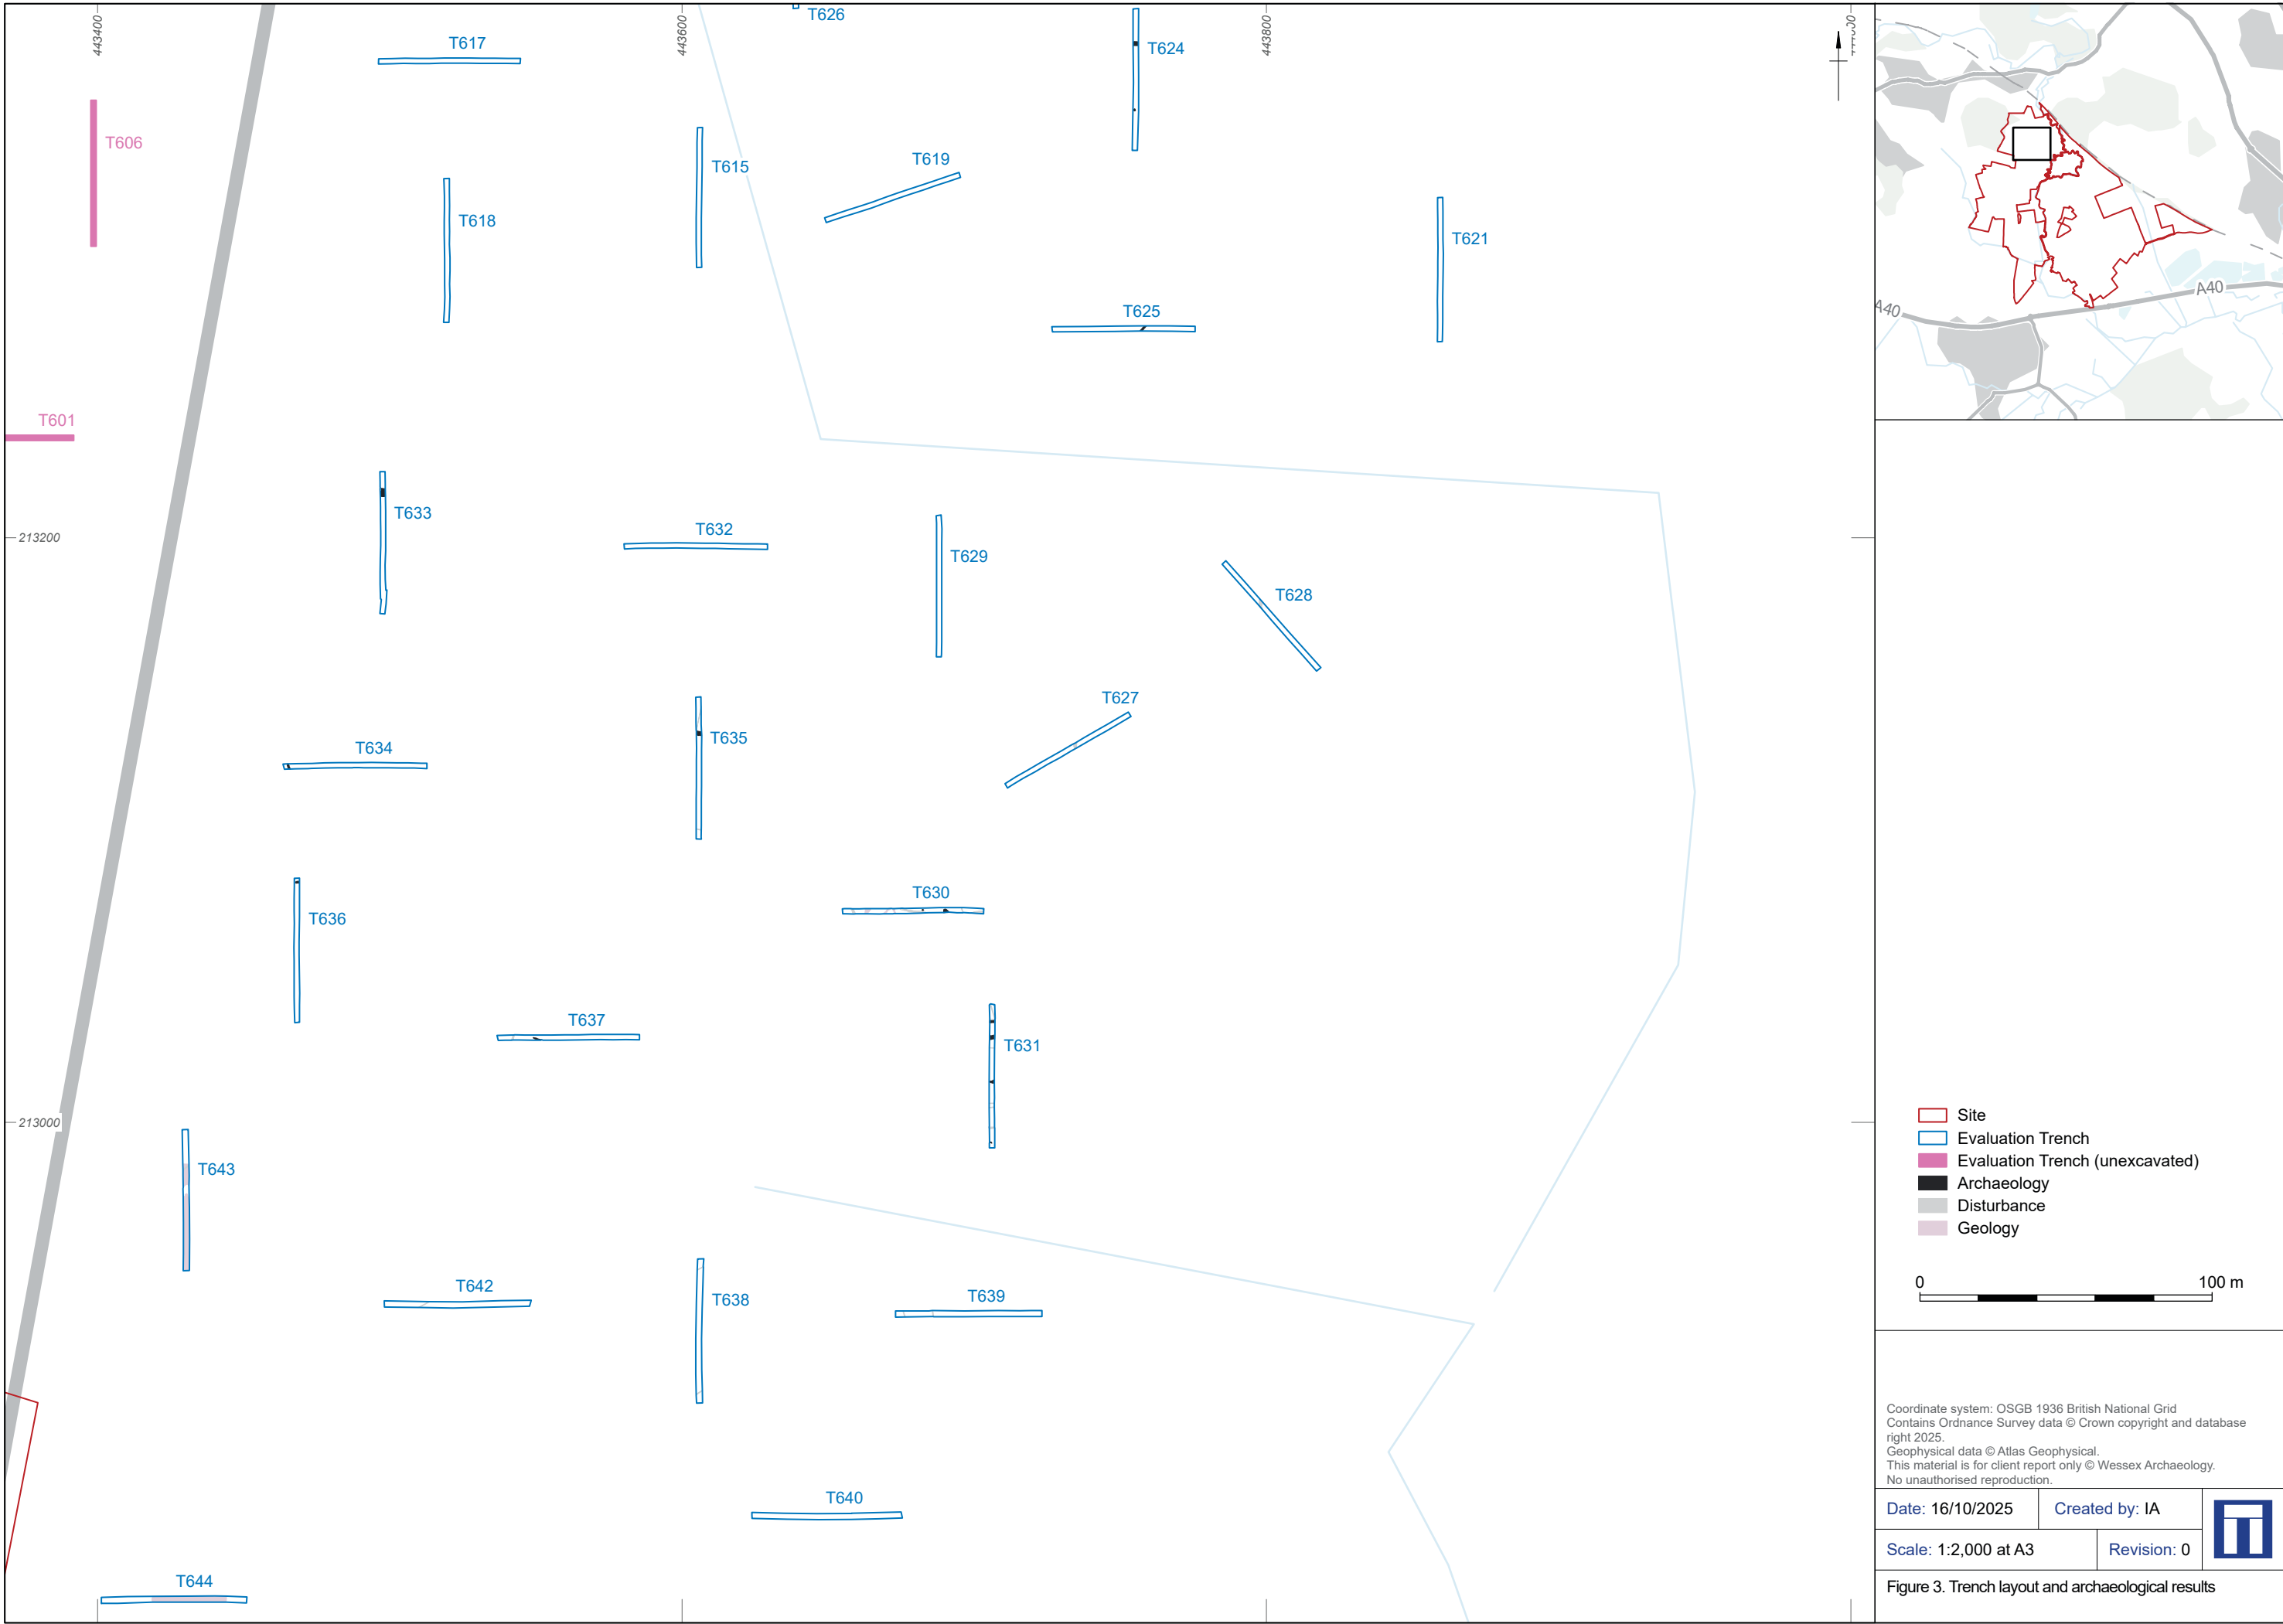 443400
443600
443800
T626
T617
T624
T606
T615
T619
T618
T621
T625
T601
T633
T632
T629
213200
T628
T627
T635
T634
T630
T636
T637
T631
213000
T643
T642
T638
T639
T640
T644
A40
A40
Site
Evaluation Trench
Evaluation Trench (unexcavated)
Archaeology
Disturbance
Geology
0 100 m
Coordinate system: OSGB 1936 British National Grid
Contains Ordnance Survey data © Crown copyright and database
right 2025.
Geophysical data © Atlas Geophysical.
This material is for client report only © Wessex Archaeology.
No unauthorised reproduction.
Date: 16/10/2025 Created by: IA
Scale: 1:2,000 at A3 Revision: 0
Figure 3. Trench layout and archaeological results